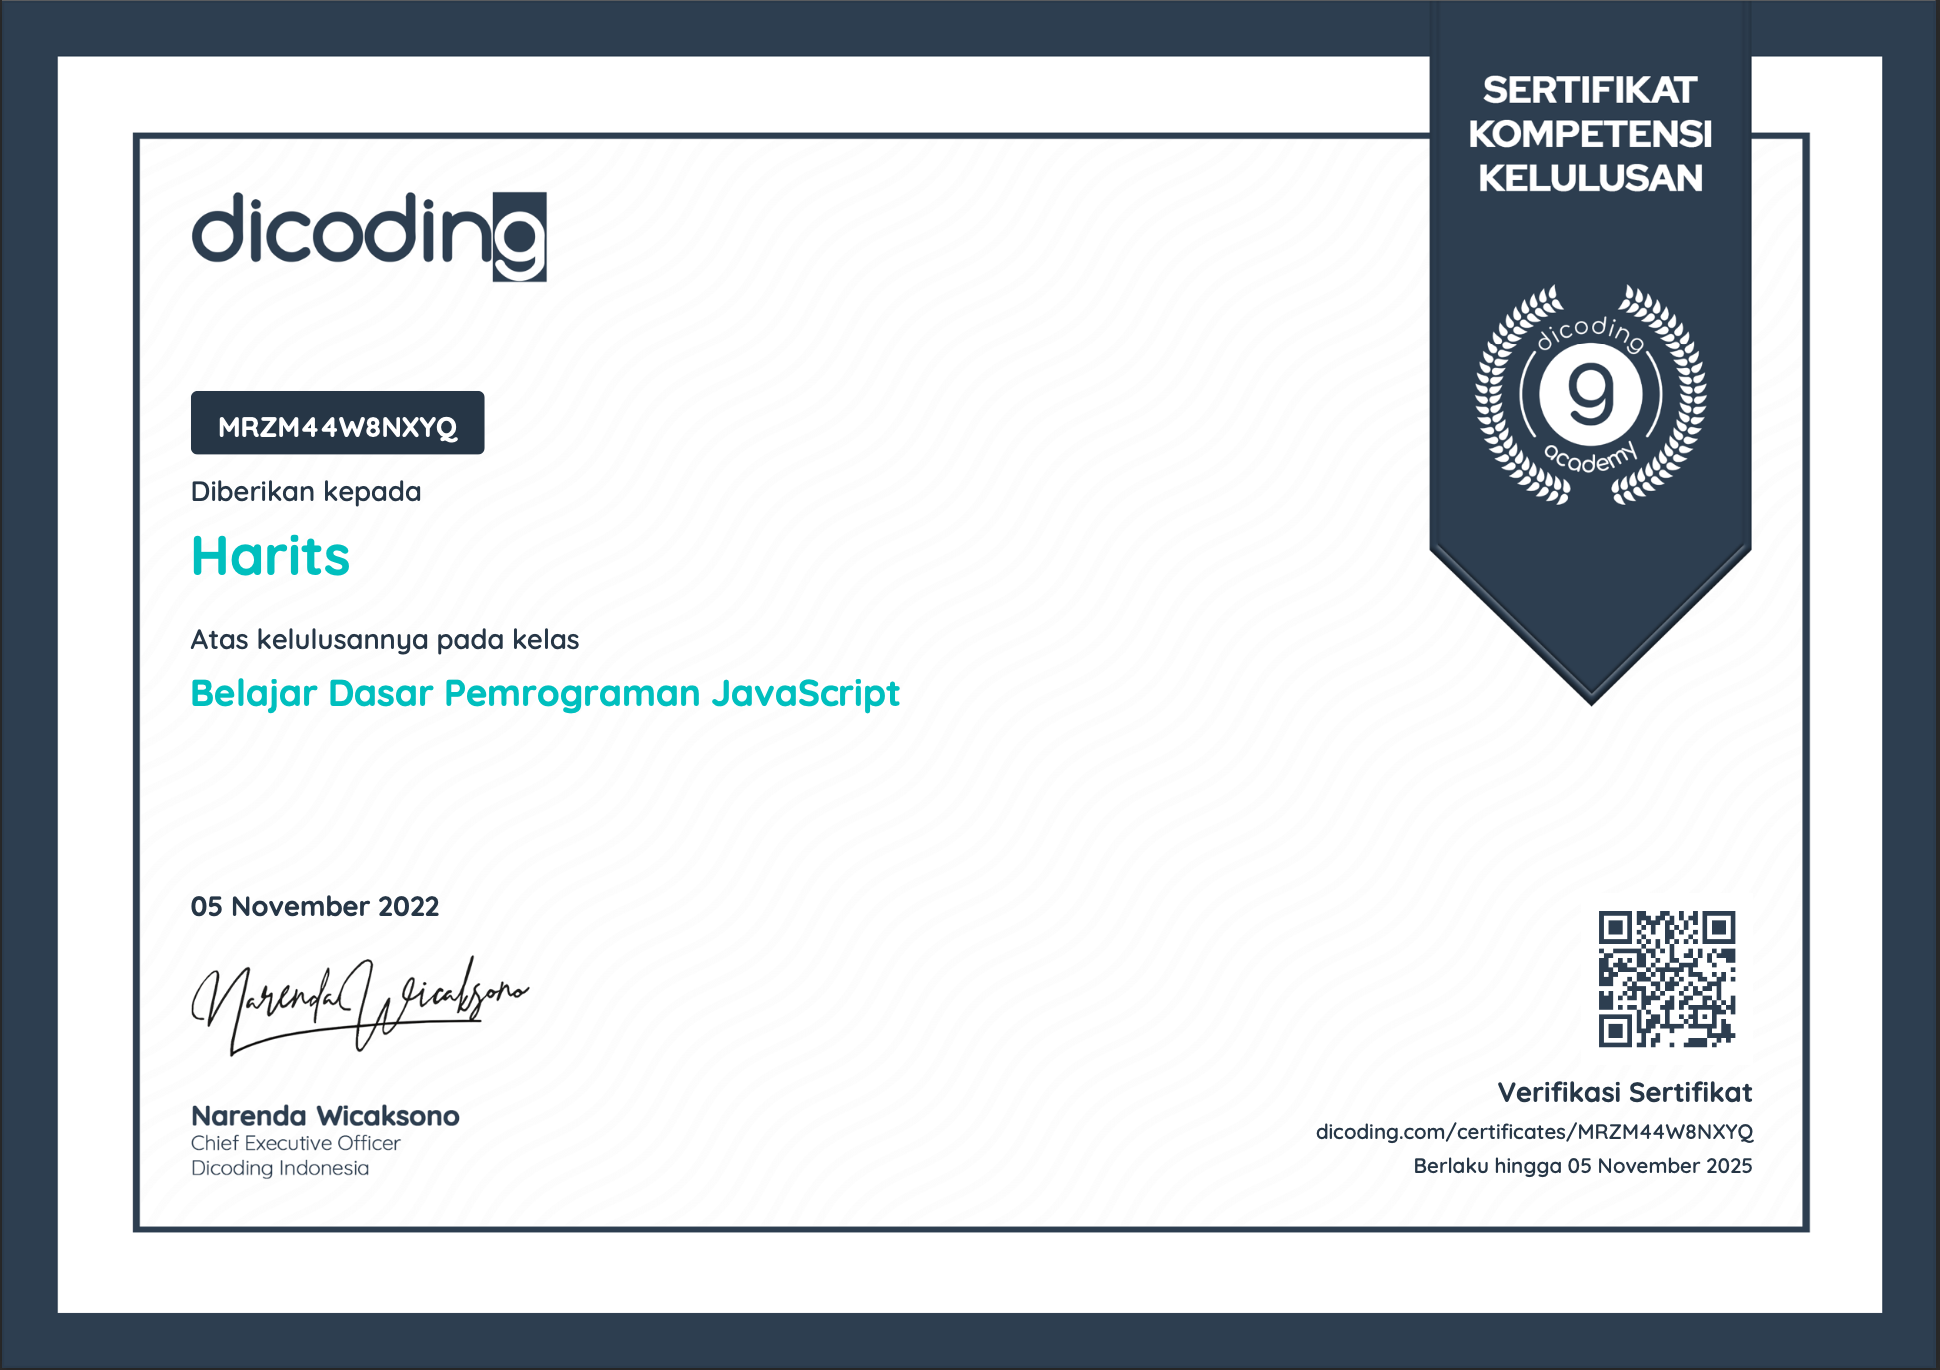 SERTIFIKAT
KOMPETENSI
KELULUSAN
dicoding
dicoding
9
academy
MRZM44W8NXYQ
Diberikan kepada
Harits
Atas kelulusannya pada kelas
Belajar Dasar Pemrograman JavaScript
05 November 2022
Narenda Wicaksono
Narenda Wicaksono
Chief Executive Officer
Dicoding Indonesia
Verifikasi Sertifikat
dicoding.com/certificates/MRZM44W8NXYQ
Berlaku hingga 05 November 2025